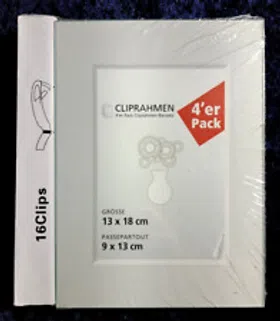 CLIPRAHMEN
4'er
Pack
16Clips
GRÖSSE
13 x 18 cm
PASSEPARTOUT
9 x 13 cm